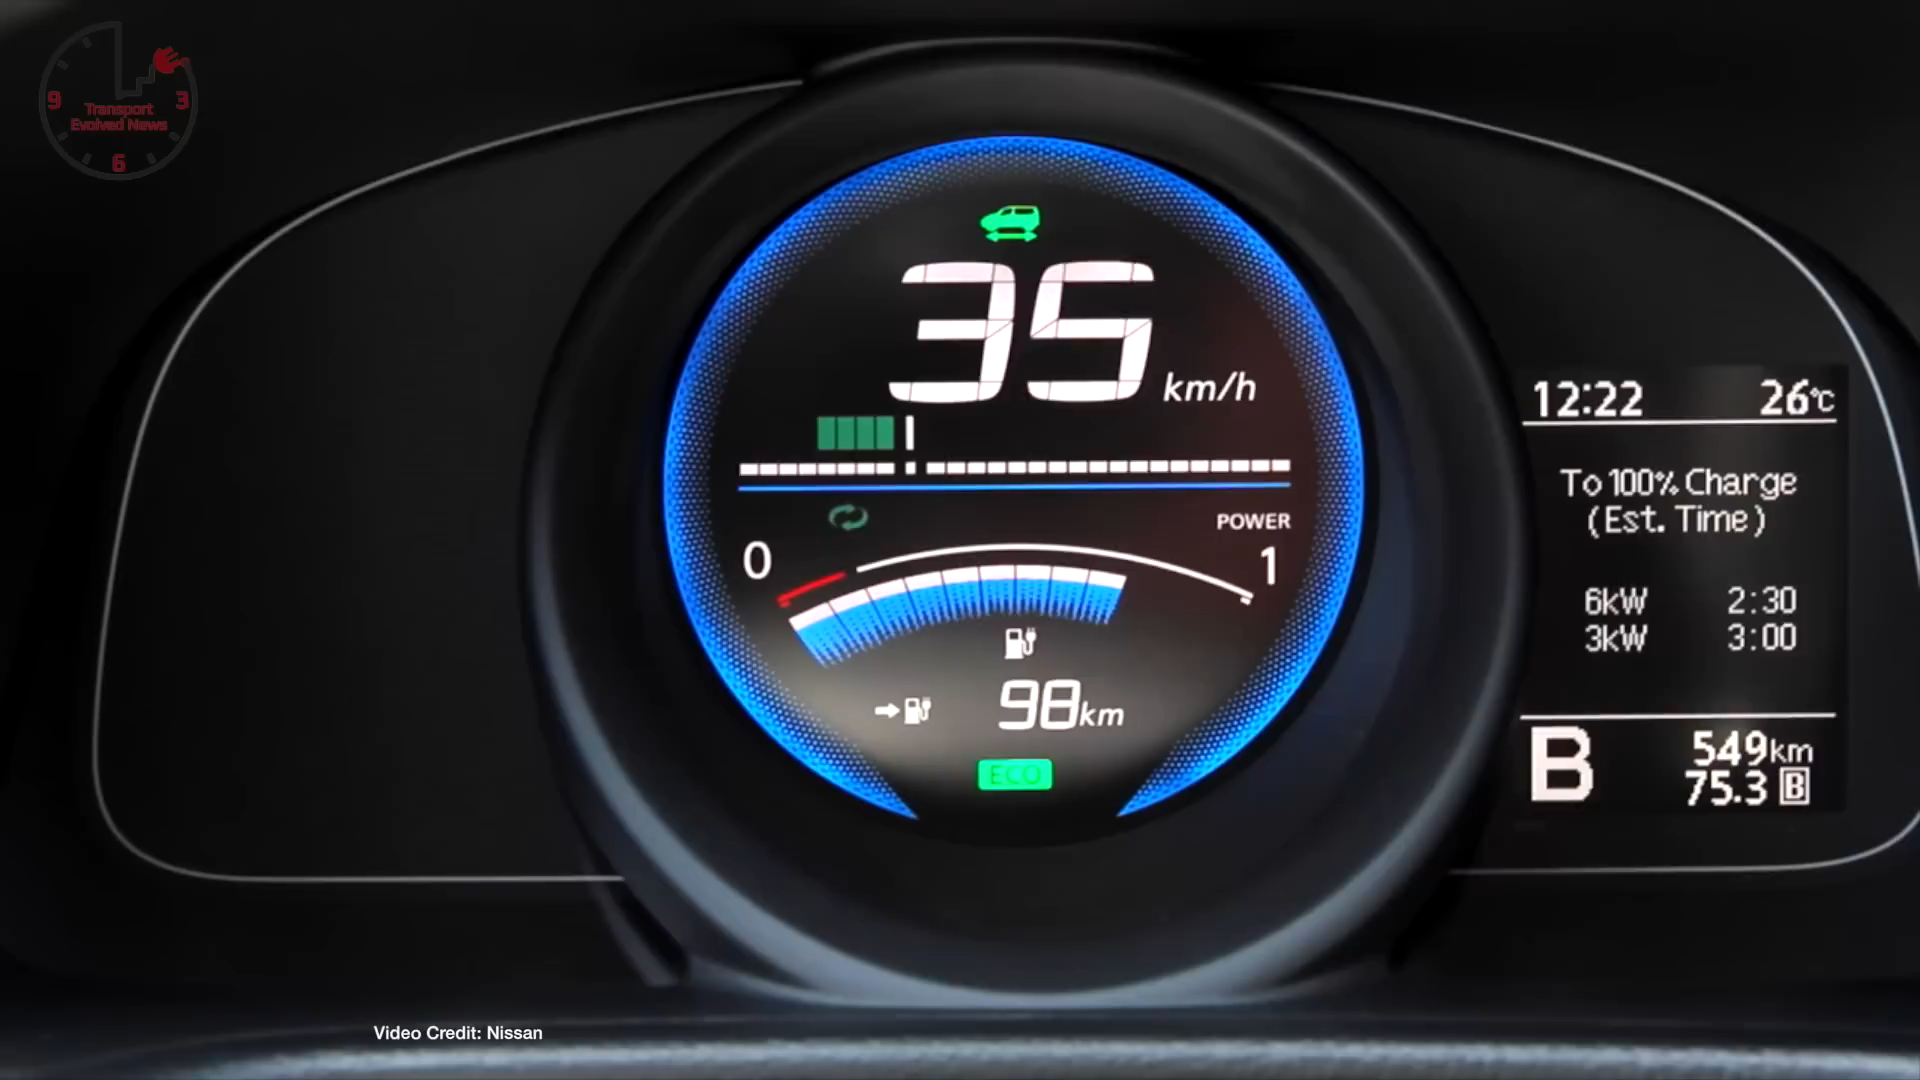 9
3
Transport
Evolved News
6
35
km/h
POWER
0
1
98km
ECO
12:22 26°C
To 100% Charge
(Est. Time)
6kW 2:30
3kW 3:00
B
549km
75.3 B
Video Credit: Nissan